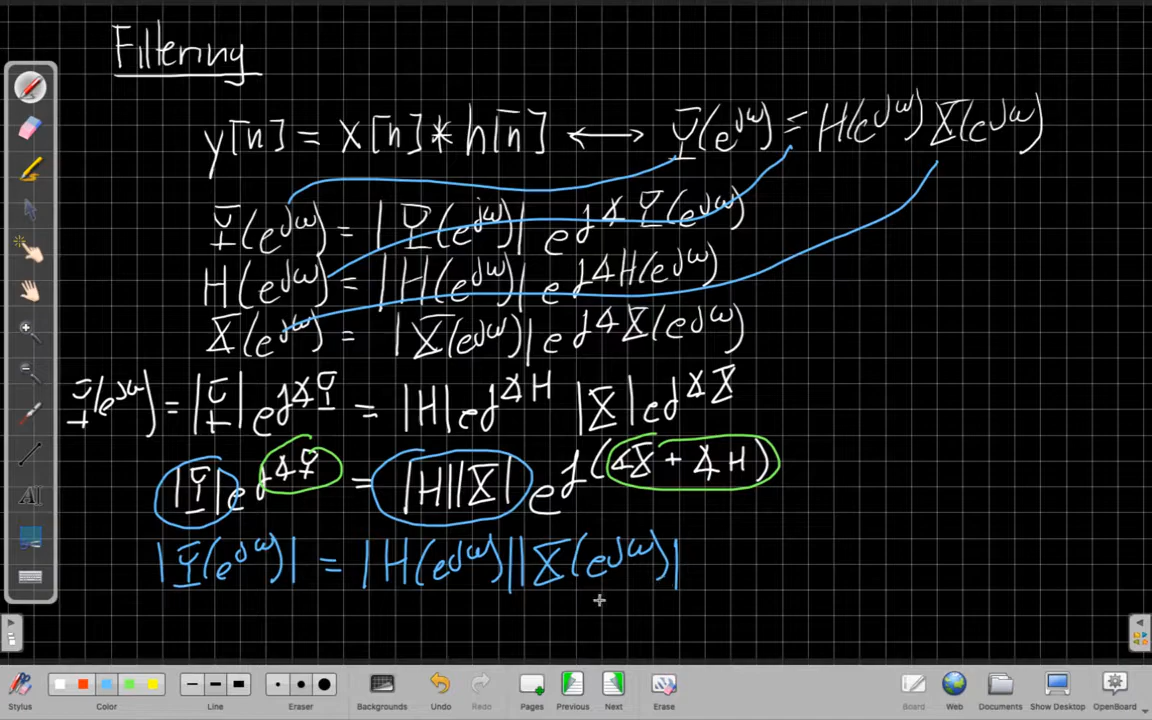 Filtering
y[n] = x[n] * h[n] ⟷ Y(e^jω) = H(e^jω) X(e^jω)
Y(e^jω) = |Y(e^jω)| e^j∡Y(e^jω)
H(e^jω) = |H(e^jω)| e^j∡H(e^jω)
X(e^jω) = |X(e^jω)| e^j∡X(e^jω)
Y(e^jω) = |Y| e^j∡Y = |H| e^j∡H |X| e^j∡X
|Y| e^j∡Y = |H||X| e^j(∡X + ∡H)
|Y(e^jω)| = |H(e^jω)||X(e^jω)|
Stylus Color Line Eraser Backgrounds Undo Redo Pages Previous Next Erase Board Web Documents Show Desktop OpenBoard